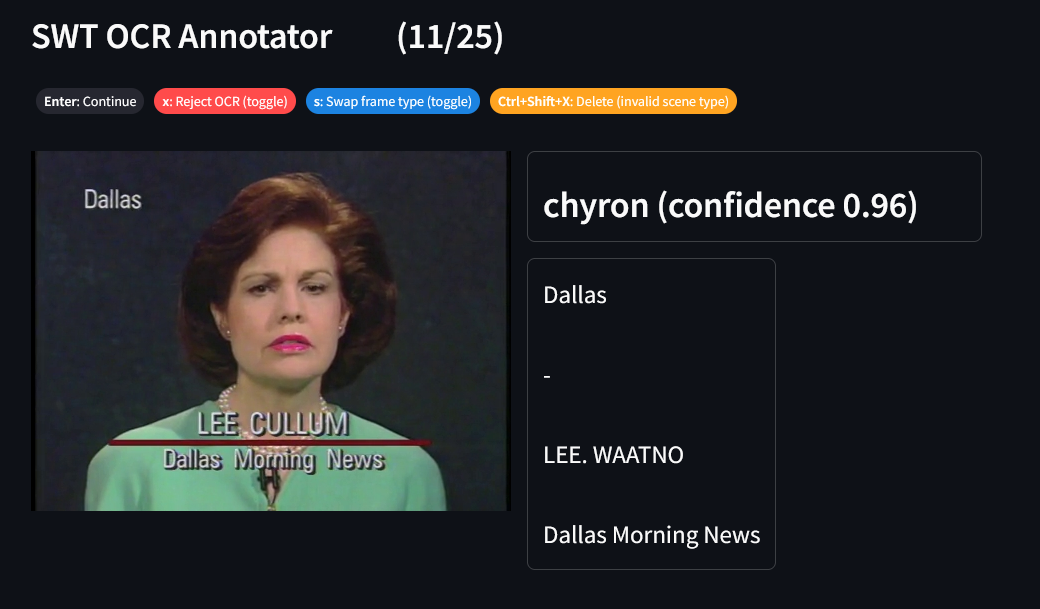 SWT OCR Annotator (11/25)
Enter: Continue x: Reject OCR (toggle) s: Swap frame type (toggle) Ctrl+Shift+X: Delete (invalid scene type)
Dallas
LEE CULLUM
Dallas Morning News
chyron (confidence 0.96)
Dallas
-
LEE. WAATNO
Dallas Morning News